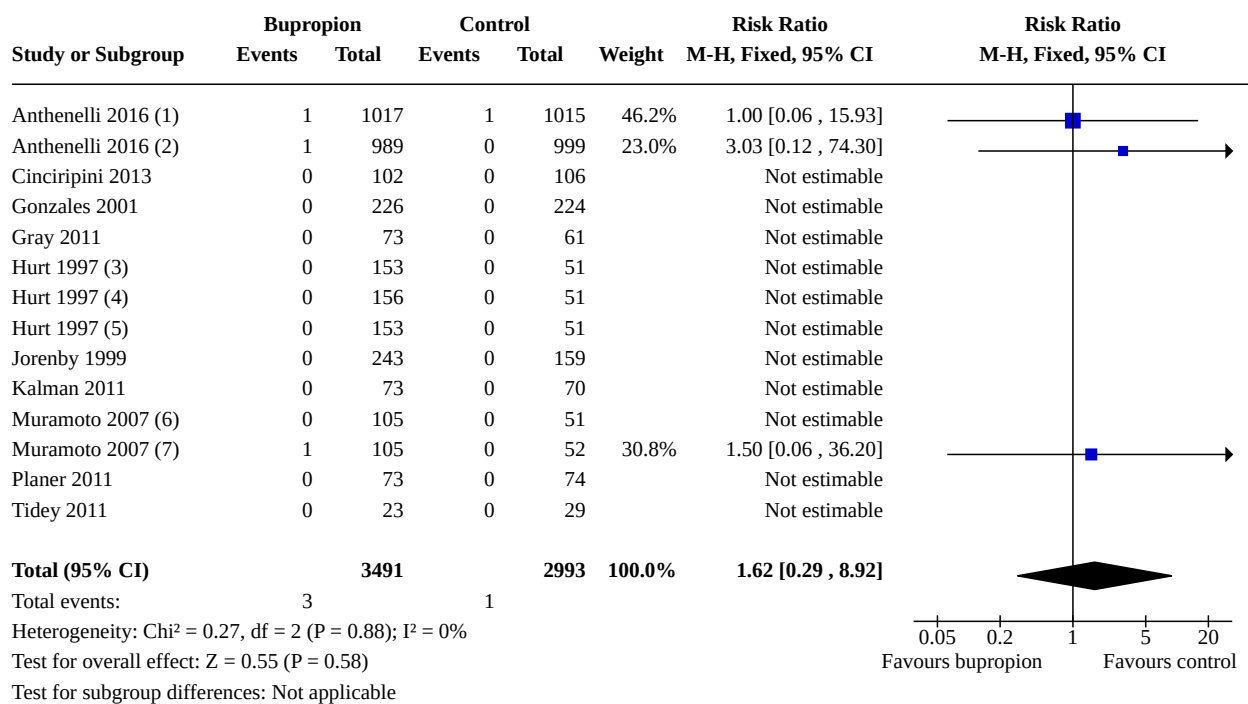 Bupropion Control Risk Ratio Risk Ratio
Study or Subgroup Events Total Events Total Weight M-H, Fixed, 95% CI M-H, Fixed, 95% CI
Anthenelli 2016 (1) 1 1017 1 1015 46.2% 1.00 [0.06 , 15.93]
Anthenelli 2016 (2) 1 989 0 999 23.0% 3.03 [0.12 , 74.30]
Cinciripini 2013 0 102 0 106 Not estimable
Gonzales 2001 0 226 0 224 Not estimable
Gray 2011 0 73 0 61 Not estimable
Hurt 1997 (3) 0 153 0 51 Not estimable
Hurt 1997 (4) 0 156 0 51 Not estimable
Hurt 1997 (5) 0 153 0 51 Not estimable
Jorenby 1999 0 243 0 159 Not estimable
Kalman 2011 0 73 0 70 Not estimable
Muramoto 2007 (6) 0 105 0 51 Not estimable
Muramoto 2007 (7) 1 105 0 52 30.8% 1.50 [0.06 , 36.20]
Planer 2011 0 73 0 74 Not estimable
Tidey 2011 0 23 0 29 Not estimable
Total (95% CI) 3491 2993 100.0% 1.62 [0.29 , 8.92]
Total events: 3 1
Heterogeneity: Chi² = 0.27, df = 2 (P = 0.88); I² = 0%
0.05 0.2 1 5 20
Test for overall effect: Z = 0.55 (P = 0.58)
Favours bupropion Favours control
Test for subgroup differences: Not applicable